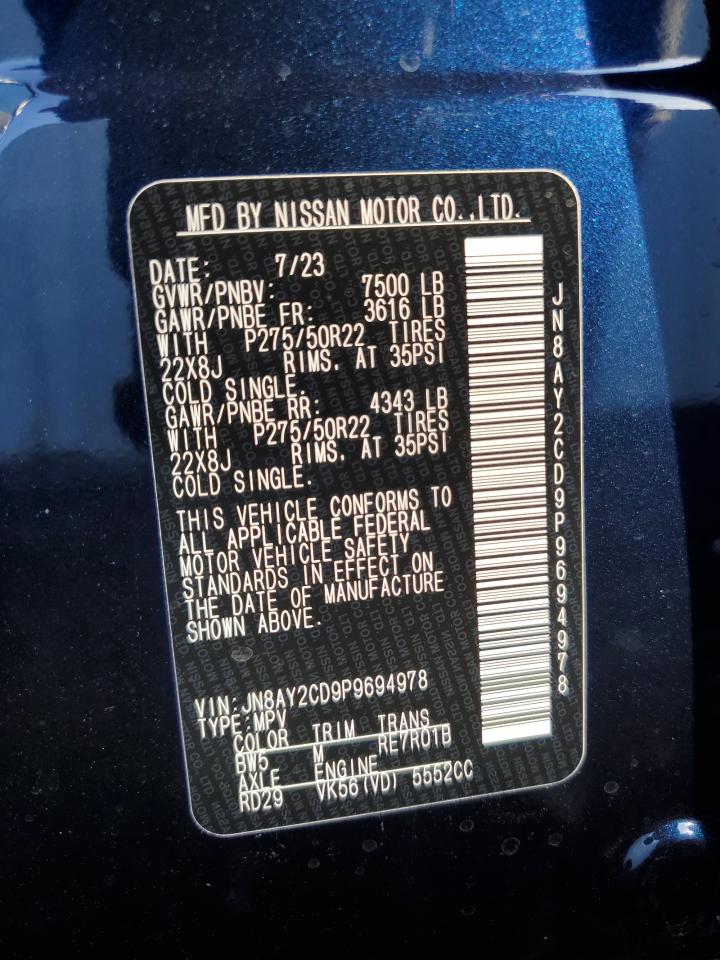 MFD BY NISSAN MOTOR CO.,LTD.
DATE: 7/23
GVWR/PNBV: 7500 LB
GAWR/PNBE FR: 3616 LB
WITH P275/50R22 TIRES
22X8J RIMS, AT 35PSI
COLD SINGLE.
GAWR/PNBE RR: 4343 LB
WITH P275/50R22 TIRES
22X8J RIMS, AT 35PSI
COLD SINGLE.
THIS VEHICLE CONFORMS TO
ALL APPLICABLE FEDERAL
MOTOR VEHICLE SAFETY
STANDARDS IN EFFECT ON
THE DATE OF MANUFACTURE
SHOWN ABOVE.
VIN:JN8AY2CD9P9694978
TYPE:MPV
COLOR TRIM TRANS
BW5 M RE7R01B
AXLE ENGINE
RD29 VK56(VD) 5552CC
JN8AY2CD9P9694978